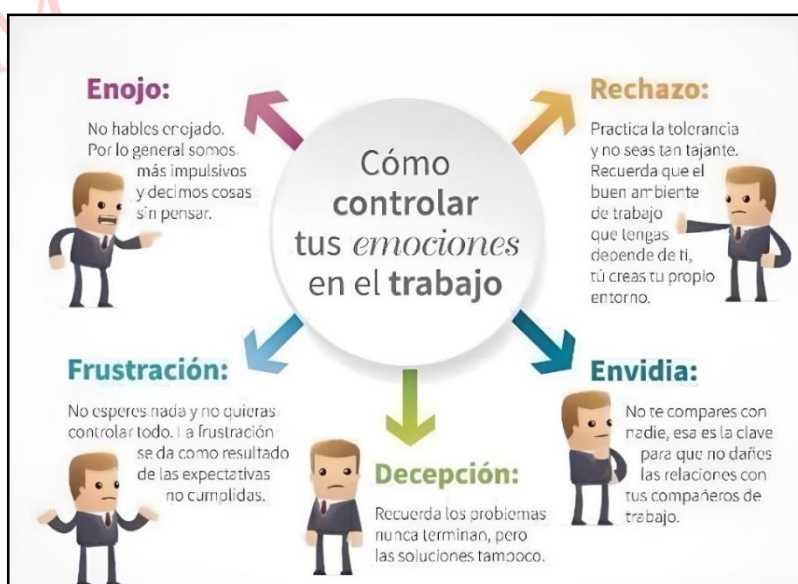 Cómo
controlar
tus emociones
en el trabajo
Enojo:
No hables enojado.
Por lo general somos
más impulsivos
y decimos cosas
sin pensar.
Rechazo:
Practica la tolerancia
y no seas tan tajante.
Recuerda que el
buen ambiente
de trabajo
que tengas
depende de ti,
tú creas tu propio
entorno.
Frustración:
No esperes nada y no quieras
controlar todo. La frustración
se da como resultado
de las expectativas
no cumplidas.
Decepción:
Recuerda los problemas
nunca terminan, pero
las soluciones tampoco.
Envidia:
No te compares con
nadie, esa es la clave
para que no dañes
las relaciones con
tus compañeros de
trabajo.